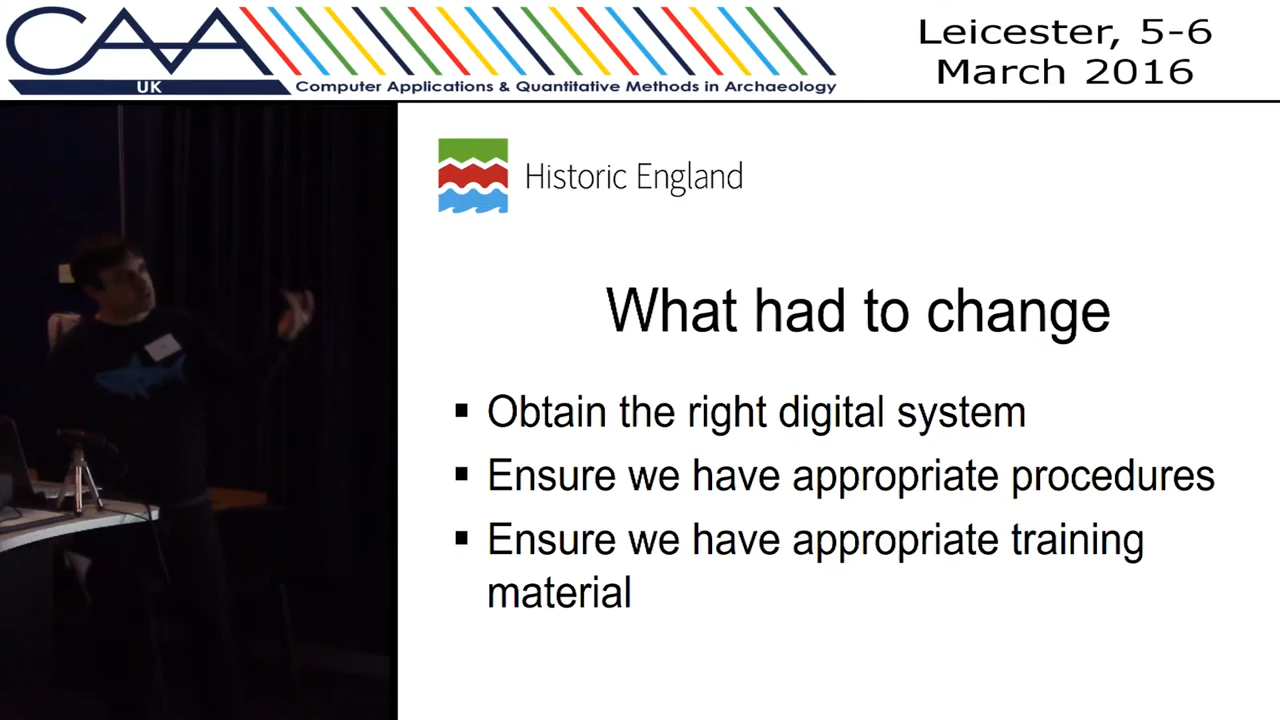 CAA
UK
Computer Applications & Quantitative Methods in Archaeology
Leicester, 5-6
March 2016
Historic England
What had to change
▪ Obtain the right digital system
▪ Ensure we have appropriate procedures
▪ Ensure we have appropriate training
material